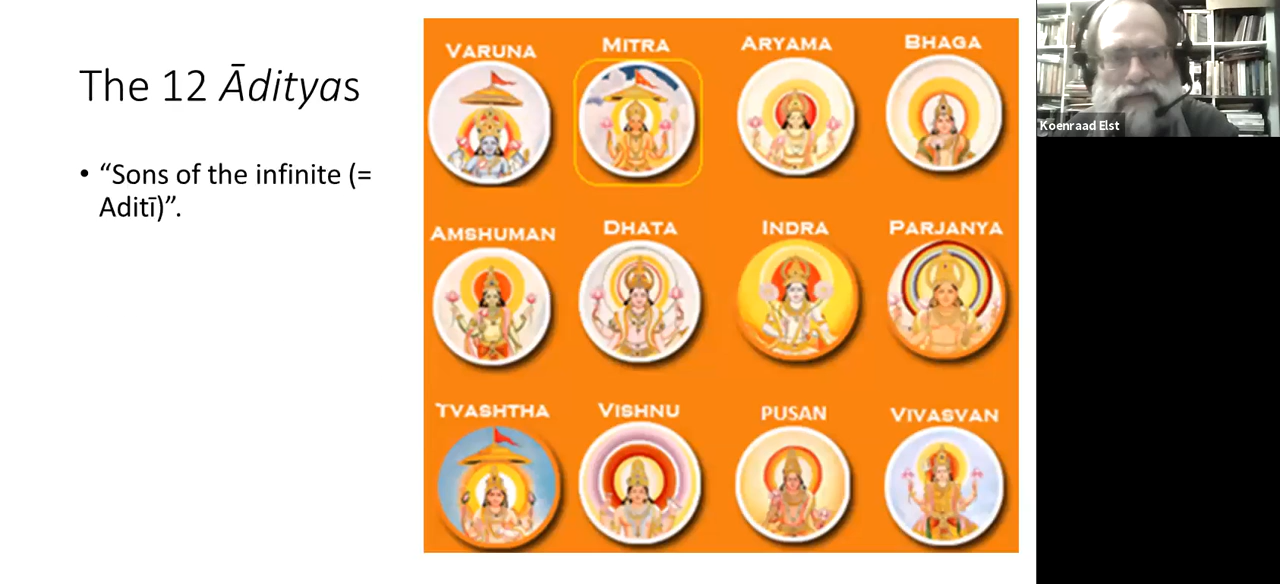 The 12 Ādityas
• “Sons of the infinite (=
Aditī)”.
VARUNA MITRA ARYAMA BHAGA
AMSHUMAN DHATA INDRA PARJANYA
TVASHTHA VISHNU PUSAN VIVASVAN
Koenraad Elst